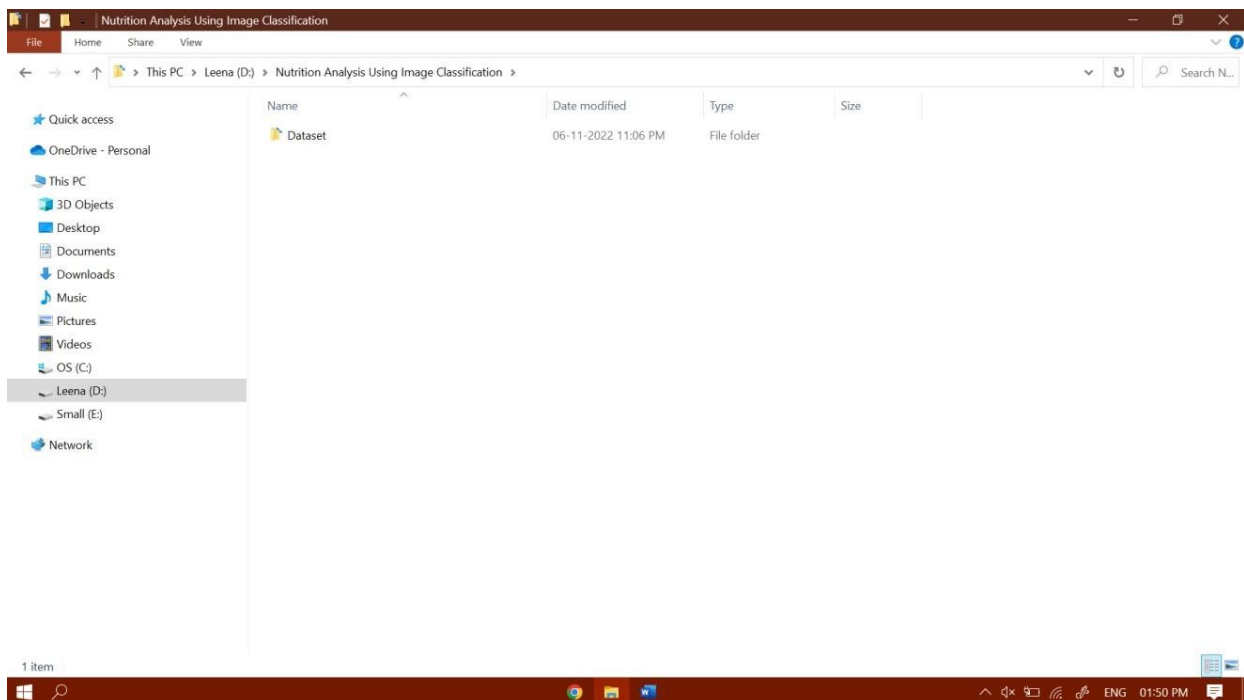 Nutrition Analysis Using Image Classification
File Home Share View
This PC > Leena (D:) > Nutrition Analysis Using Image Classification >
Search N...
Name Date modified Type Size
Quick access
Dataset 06-11-2022 11:06 PM File folder
OneDrive - Personal
This PC
3D Objects
Desktop
Documents
Downloads
Music
Pictures
Videos
OS (C:)
Leena (D:)
Small (E:)
Network
1 item
ENG 01:50 PM